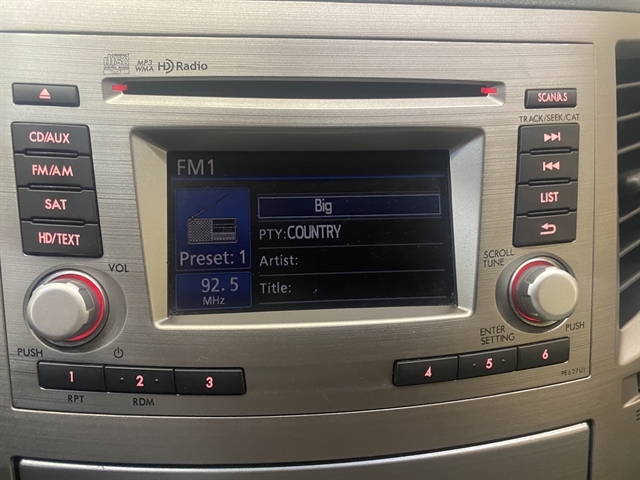 MP3
WMA
HD Radio
SCAN/A.S
TRACK/SEEK/CAT
CD/AUX
FM/AM
SAT
HD/TEXT
LIST
FM1
Big
PTY:COUNTRY
Preset: 1
Artist:
92.5
MHz
Title:
VOL
SCROLL
TUNE
PUSH
ENTER
SETTING
PUSH
1
2
3
4
5
6
RPT
RDM
PE627U1